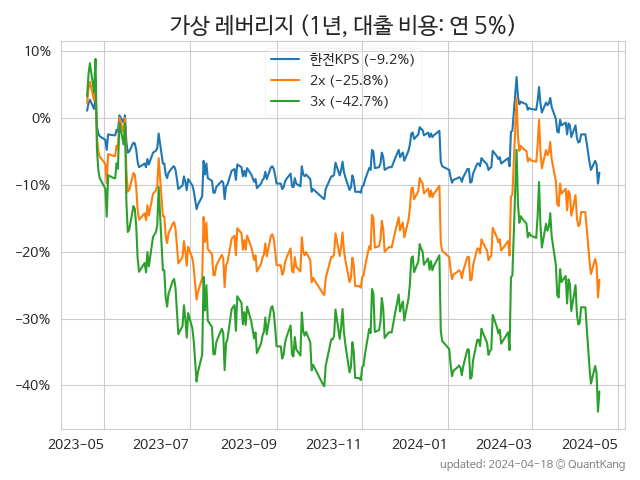 가상 레버리지 (1년, 대출 비용: 연 5%)
한전KPS (−9.2%)
2x (−25.8%)
3x (−42.7%)
10%
0%
−10%
−20%
−30%
−40%
2023-05 2023-07 2023-09 2023-11 2024-01 2024-03 2024-05
updated: 2024-04-18 © QuantKang